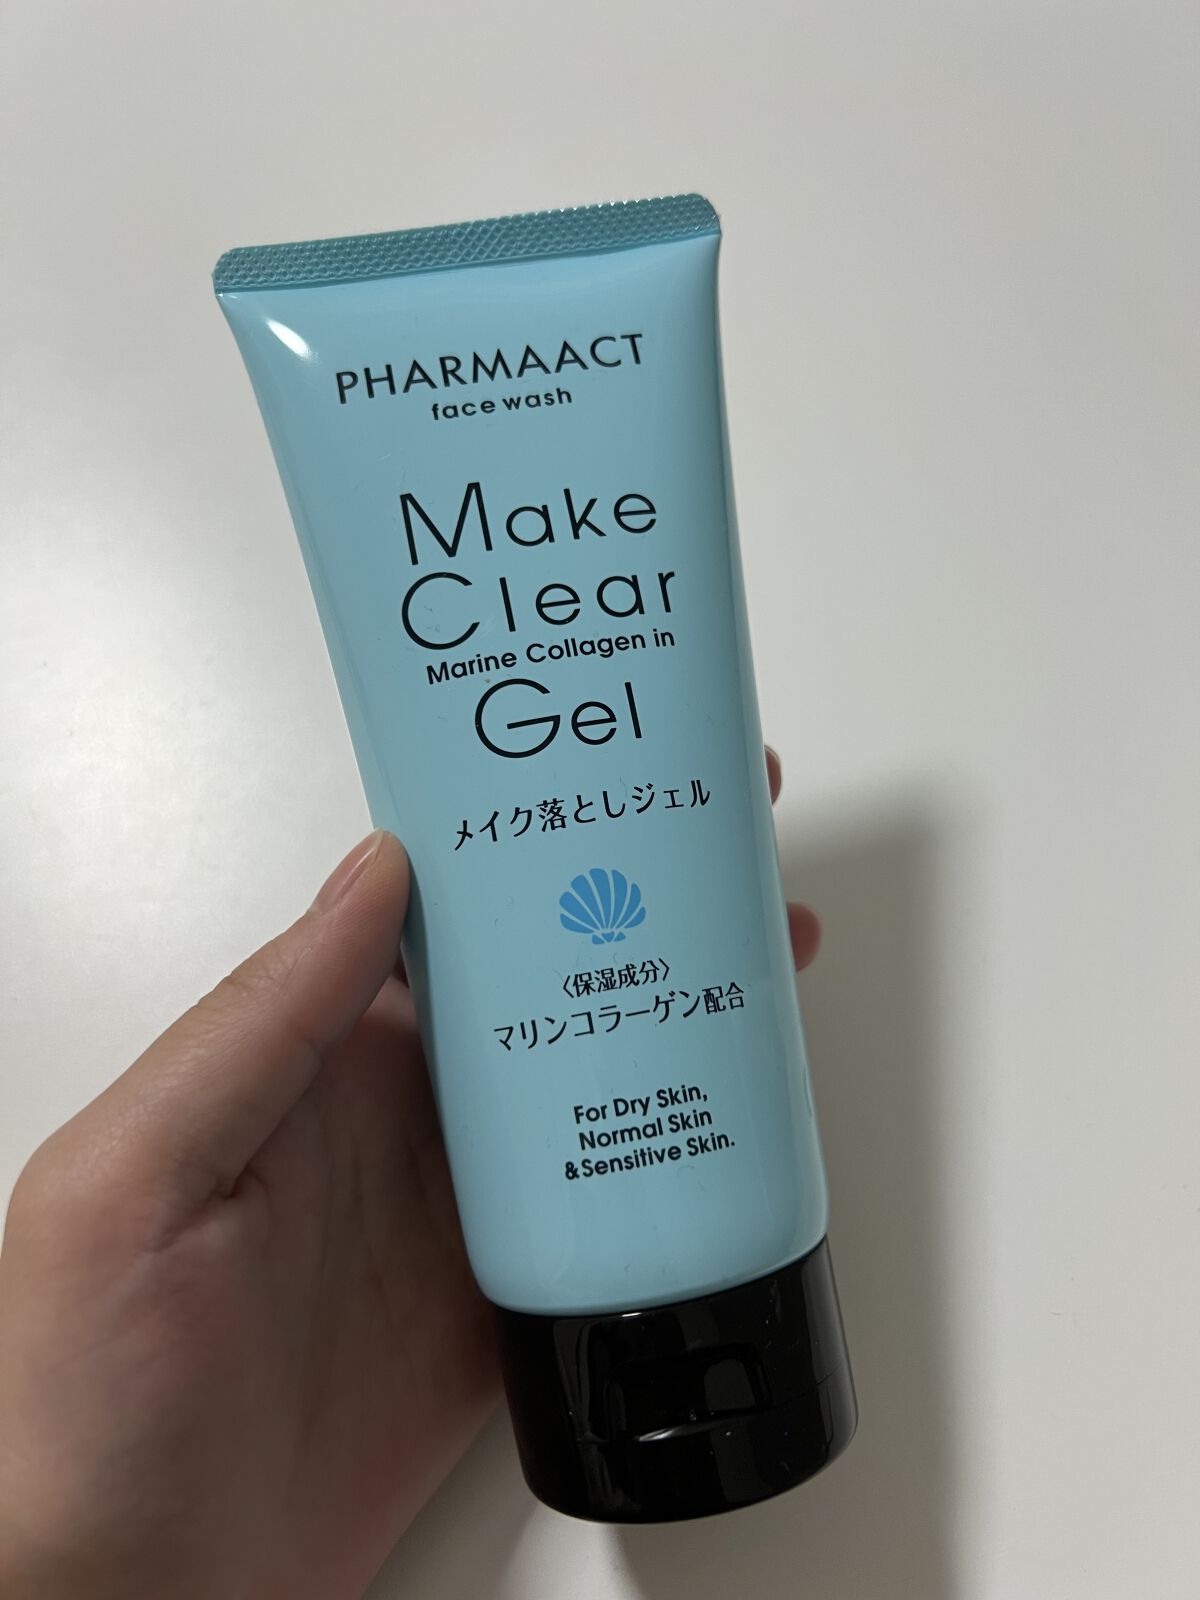 PHARMAACT
face wash
Make
Clear
Marine Collagen in
Gel
メイク落としジェル
〈保湿成分〉
マリンコラーゲン配合
For Dry Skin,
Normal Skin
&Sensitive Skin.